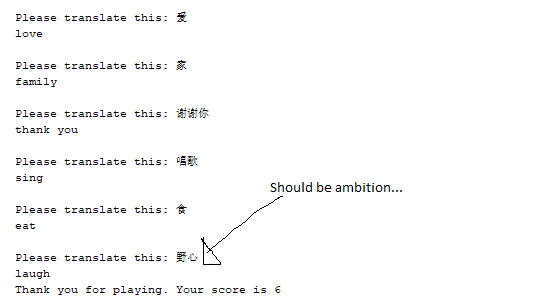 Please translate this: 爱
love
Please translate this: 家
family
Please translate this: 谢谢你
thank you
Please translate this: 唱歌
sing
Should be ambition...
Please translate this: 食
eat
Please translate this: 野心
laugh
Thank you for playing. Your score is 6